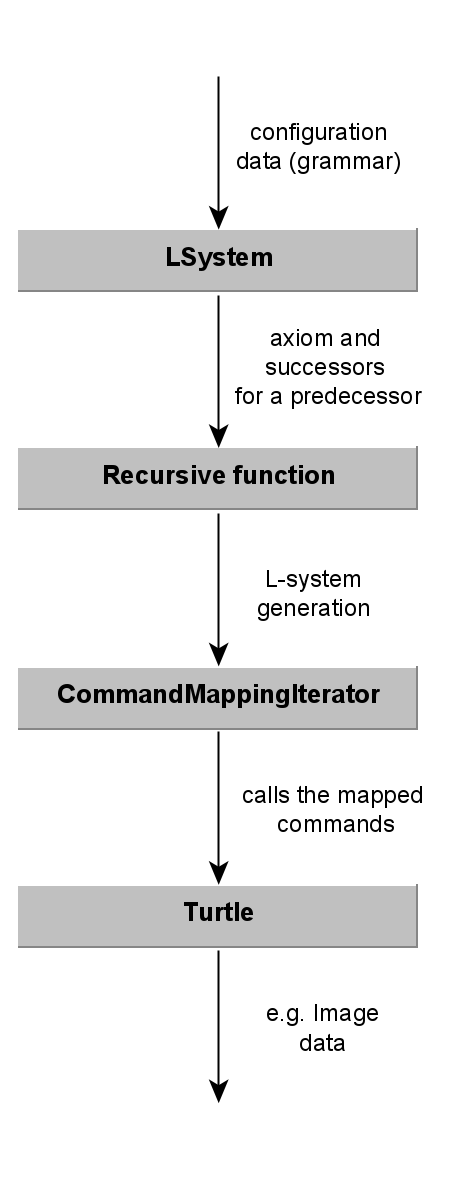 configuration
data (grammar)
LSystem
axiom and
successors
for a predecessor
Recursive function
L-system
generation
CommandMappingIterator
calls the mapped
commands
Turtle
e.g. Image
data